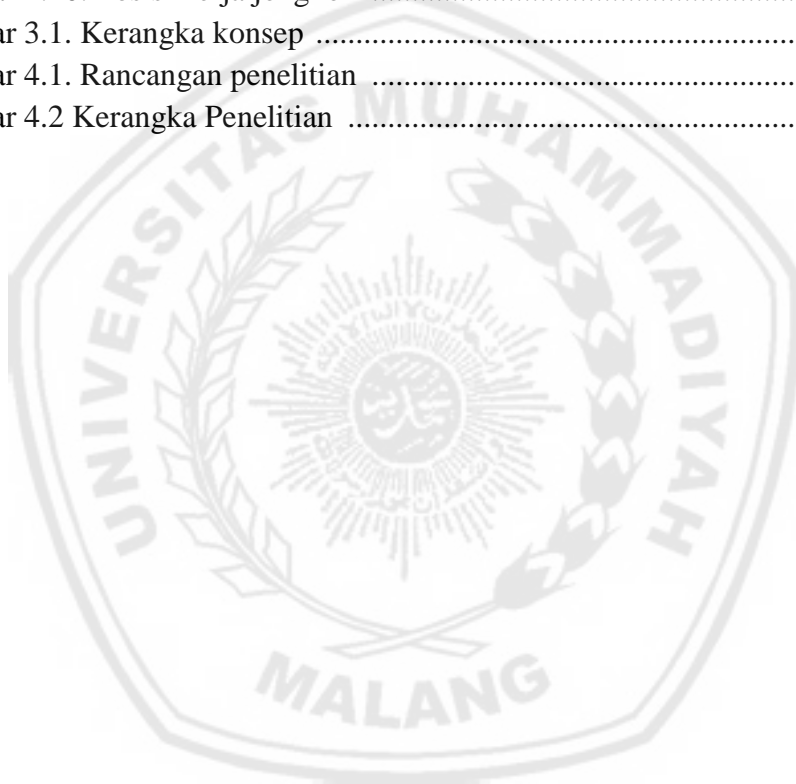 ar 3.1. Kerangka konsep ........................................................
ar 4.1. Rancangan penelitian ................................................
ar 4.2 Kerangka Penelitian ...................................................
UNIVERSITAS MUHAMMADIYAH
MALANG